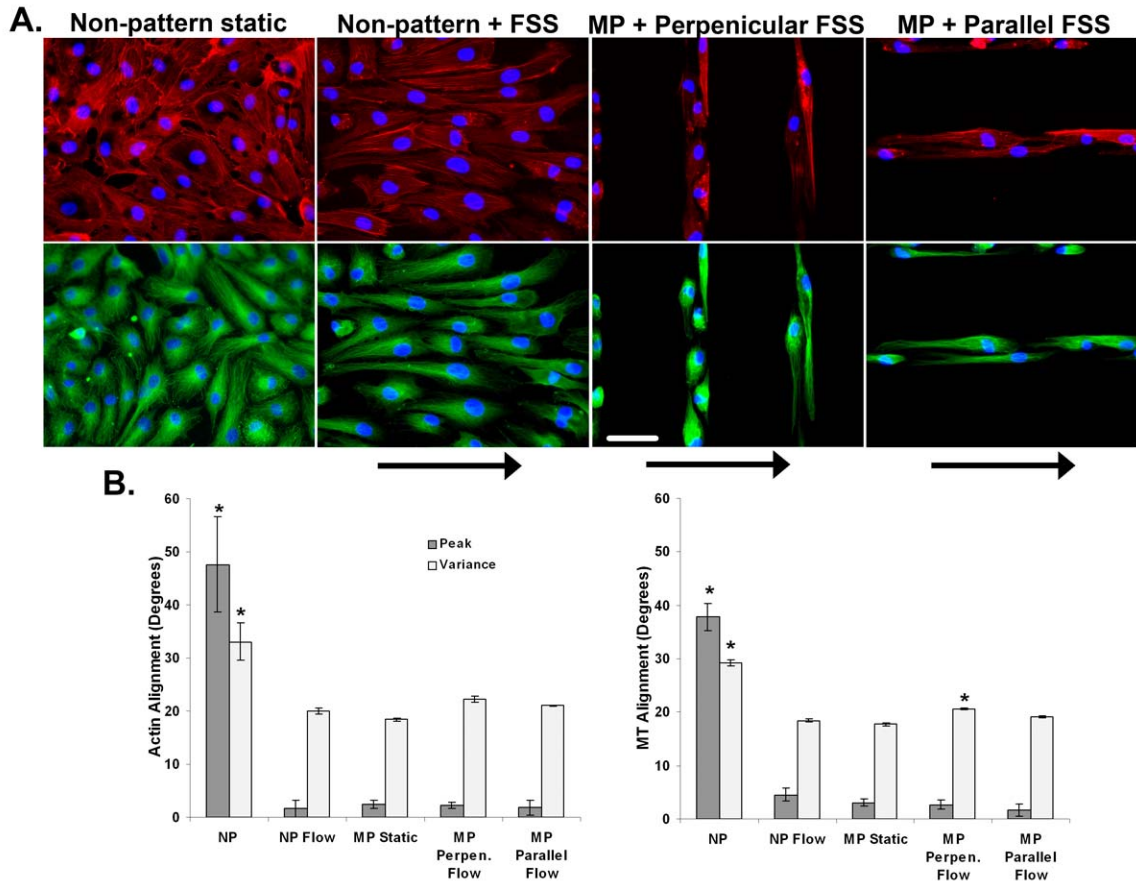 A.
Non-pattern static
Non-pattern + FSS
MP + Perpenicular FSS
MP + Parallel FSS
B.
60
50
40
30
20
10
0
Actin Alignment (Degrees)
*
*
Peak
Variance
NP
NP Flow
MP Static
MP
Perpen.
Flow
MP
Parallel
Flow
60
50
40
30
20
10
0
MT Alignment (Degrees)
*
*
*
NP
NP Flow
MP Static
MP
Perpen.
Flow
MP
Parallel
Flow